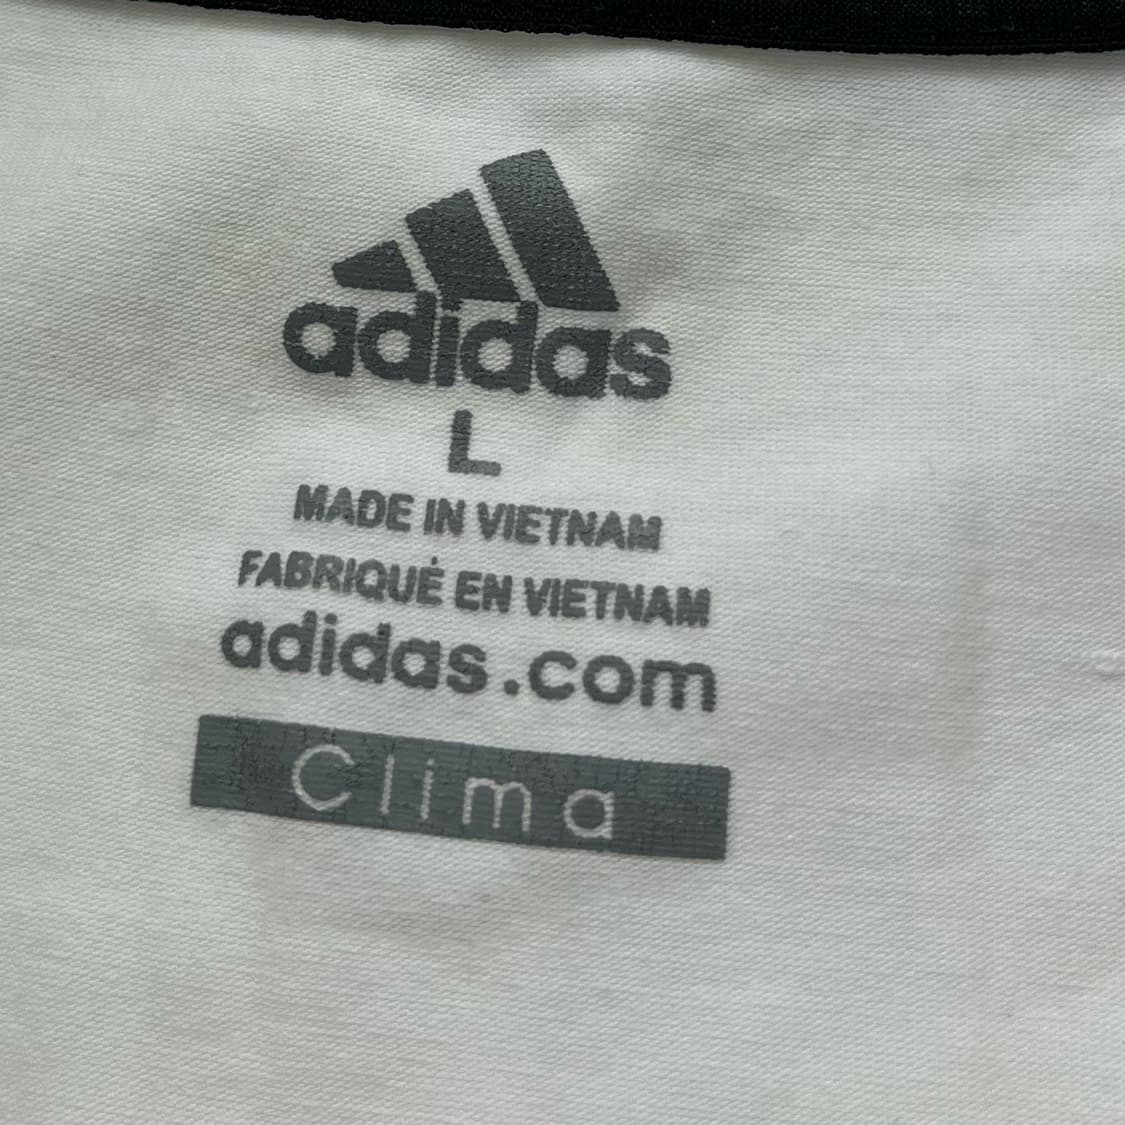 adidas
L
MADE IN VIETNAM
FABRIQUÉ EN VIETNAM
adidas.com
Clima